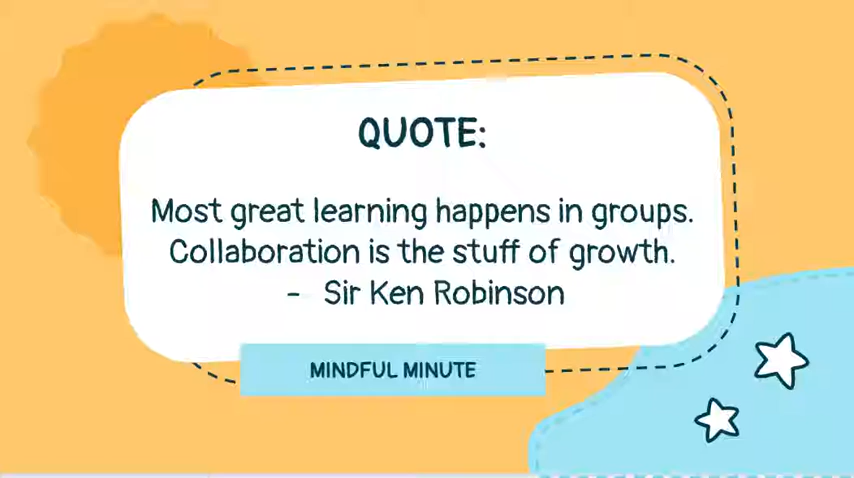 QUOTE:
Most great learning happens in groups.
Collaboration is the stuff of growth.
- Sir Ken Robinson
MINDFUL MINUTE